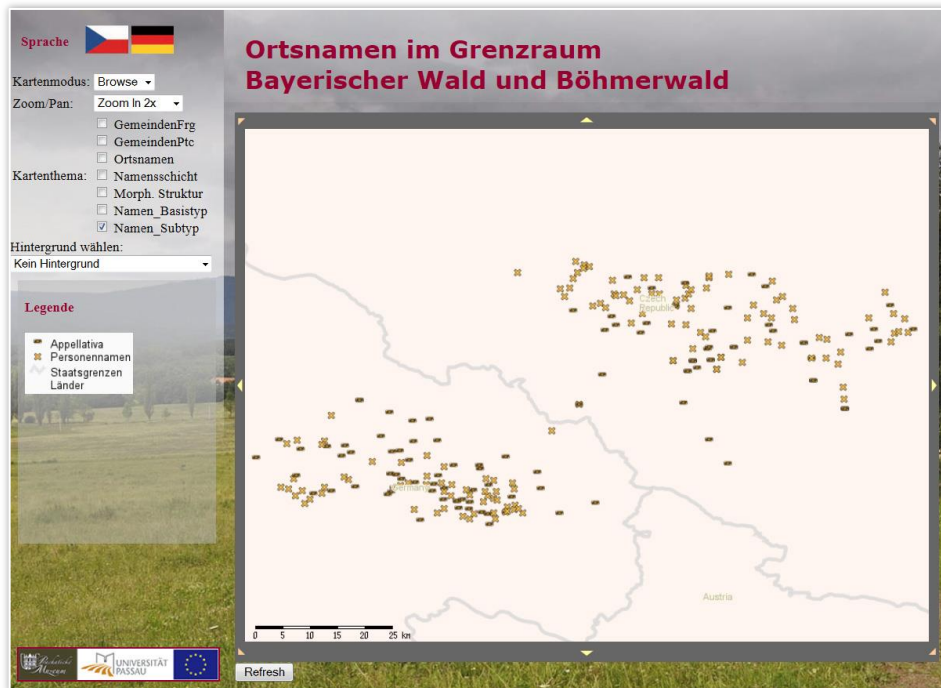 Sprache
Ortsnamen im Grenzraum
Bayerischer Wald und Böhmerwald
Kartenmodus: Browse
Zoom/Pan: Zoom In 2x
GemeindenFrg
GemeindenPtc
Ortsnamen
Kartenthema: Namensschicht
Morph. Struktur
Namen_Basistyp
Namen_Subtyp
Hintergrund wählen:
Kein Hintergrund
Legende
Appellativa
Personennamen
Staatsgrenzen
Länder
Czech
Republic
Germany
Austria
0 5 10 15 20 25 km
Museum
UNIVERSITÄT
PASSAU
Refresh